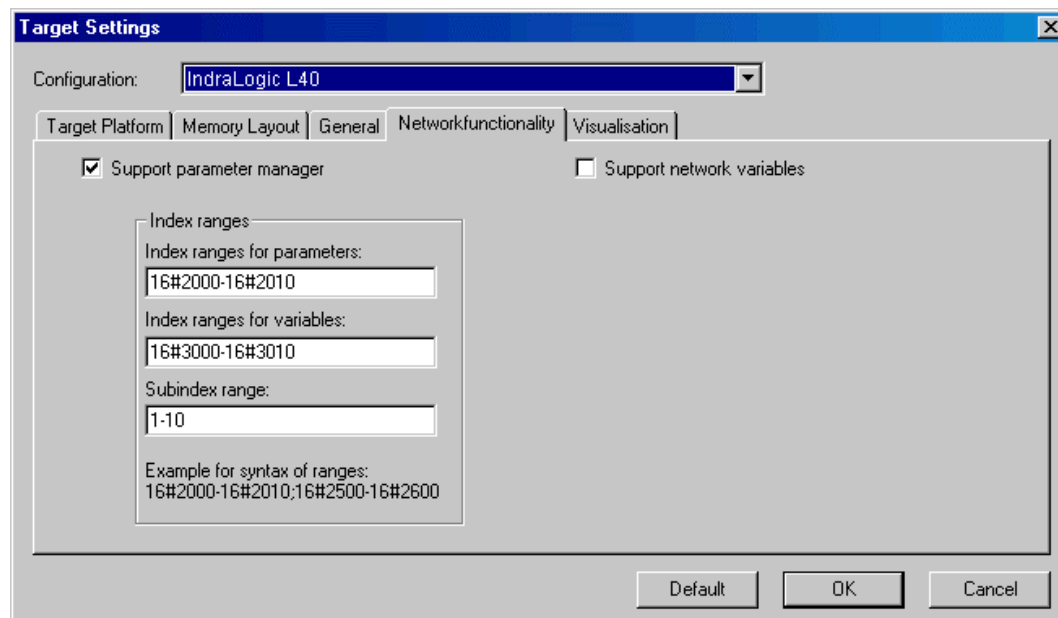 Target Settings
Configuration: IndraLogic L40
Target Platform Memory Layout General Networkfunctionality Visualisation
Support parameter manager Support network variables
Index ranges
Index ranges for parameters:
16#2000-16#2010
Index ranges for variables:
16#3000-16#3010
Subindex range:
1-10
Example for syntax of ranges:
16#2000-16#2010;16#2500-16#2600
Default OK Cancel